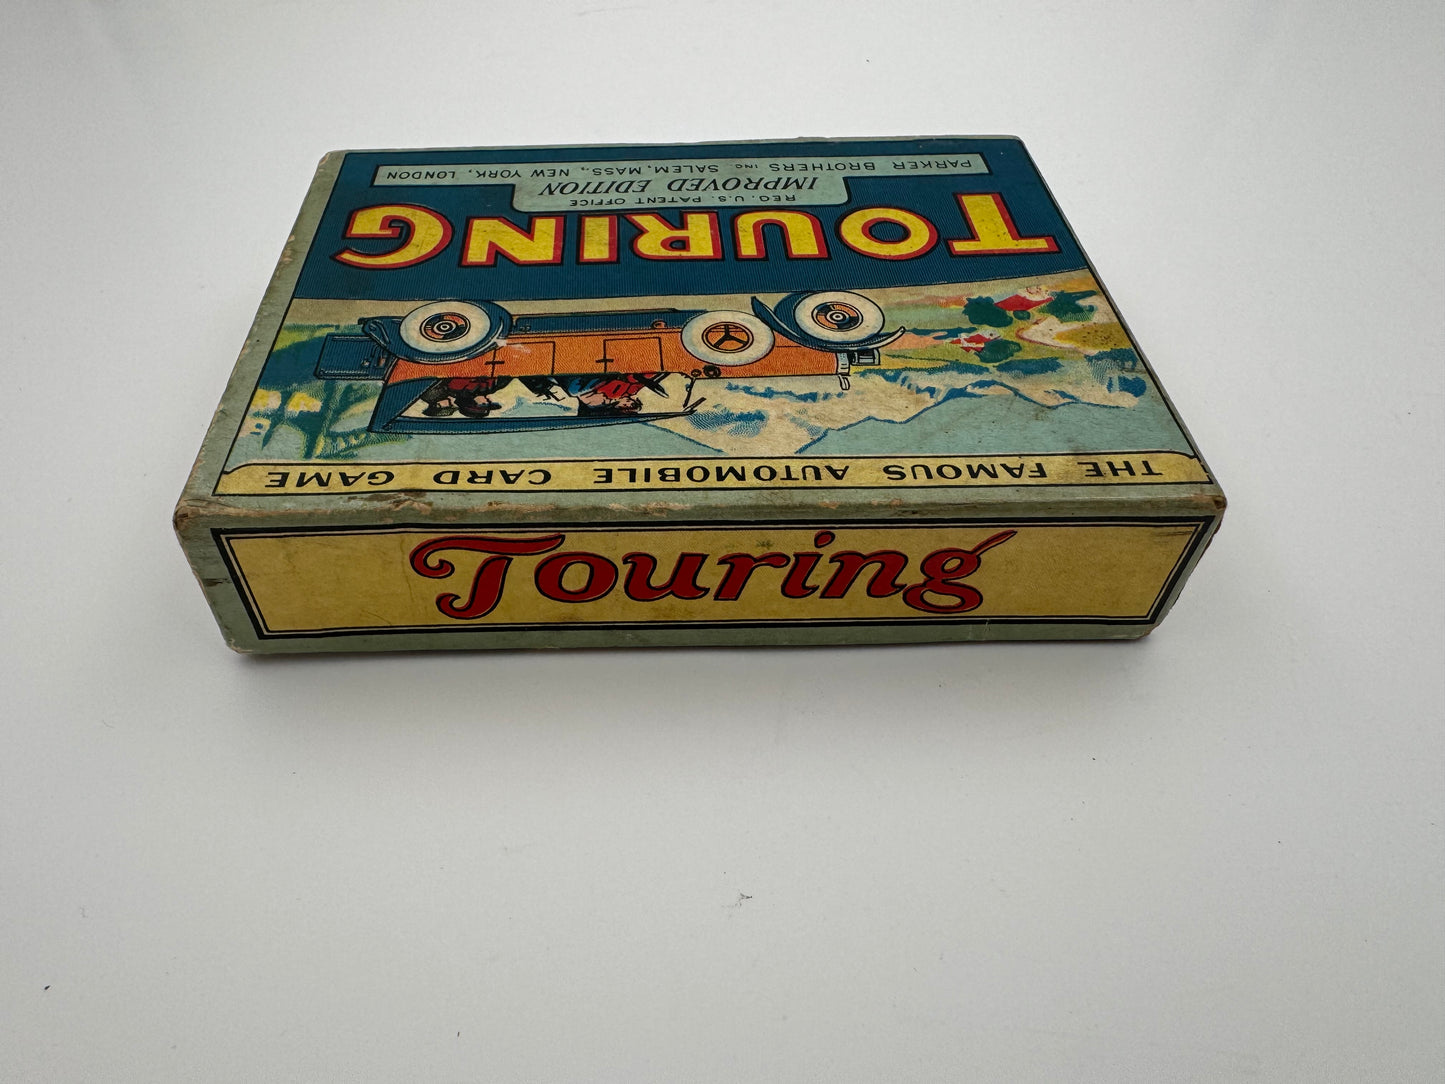 THE FAMOUS AUTOMOBILE CARD GAME
TOURING
REG. U.S. PATENT OFFICE
IMPROVED EDITION
PARKER BROTHERS INC. SALEM, MASS., NEW YORK, LONDON
Touring